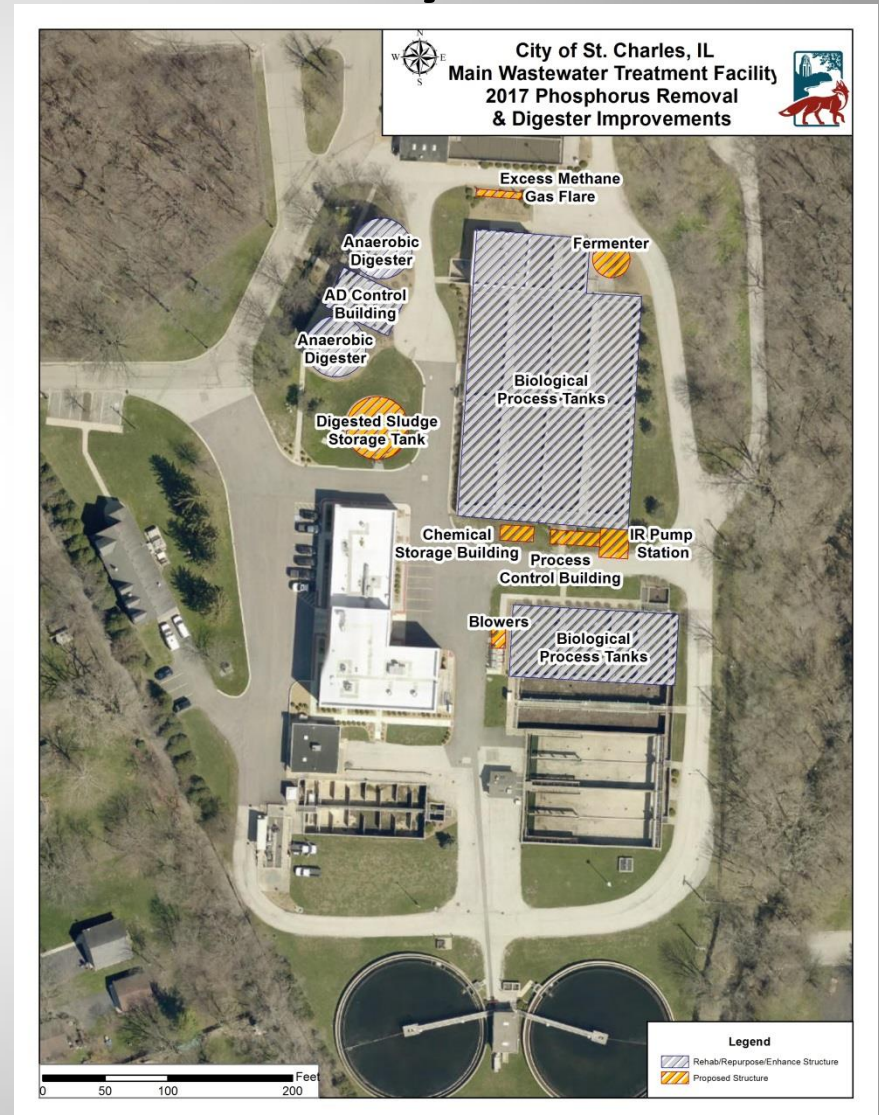 City of St. Charles, IL
Main Wastewater Treatment Facility
2017 Phosphorus Removal
& Digester Improvements
N
W E
S
Excess Methane
Gas Flare
Anaerobic
Digester
Fermenter
AD Control
Building
Anaerobic
Digester
Biological
Process Tanks
Digested Sludge
Storage Tank
Chemical
Storage Building
IR Pump
Station
Process
Control Building
Blowers
Biological
Process Tanks
Legend
Rehab/Repurpose/Enhance Structure
Proposed Structure
Feet
0 50 100 200